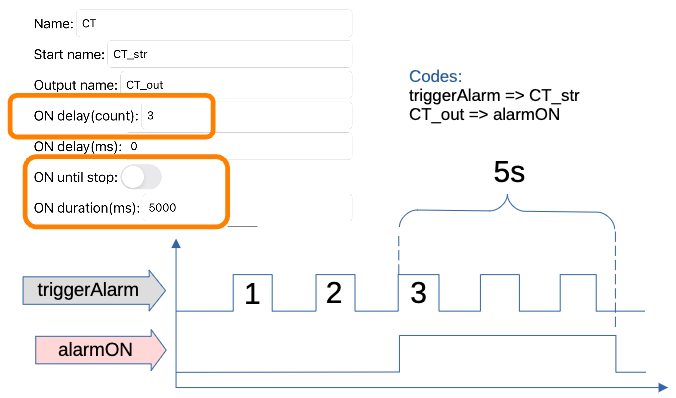 Name: CT
Start name: CT_str
Output name: CT_out
ON delay(count): 3
ON delay(ms): 0
ON until stop:
ON duration(ms): 5000
Codes:
triggerAlarm => CT_str
CT_out => alarmON
5s
triggerAlarm 1 2 3
alarmON